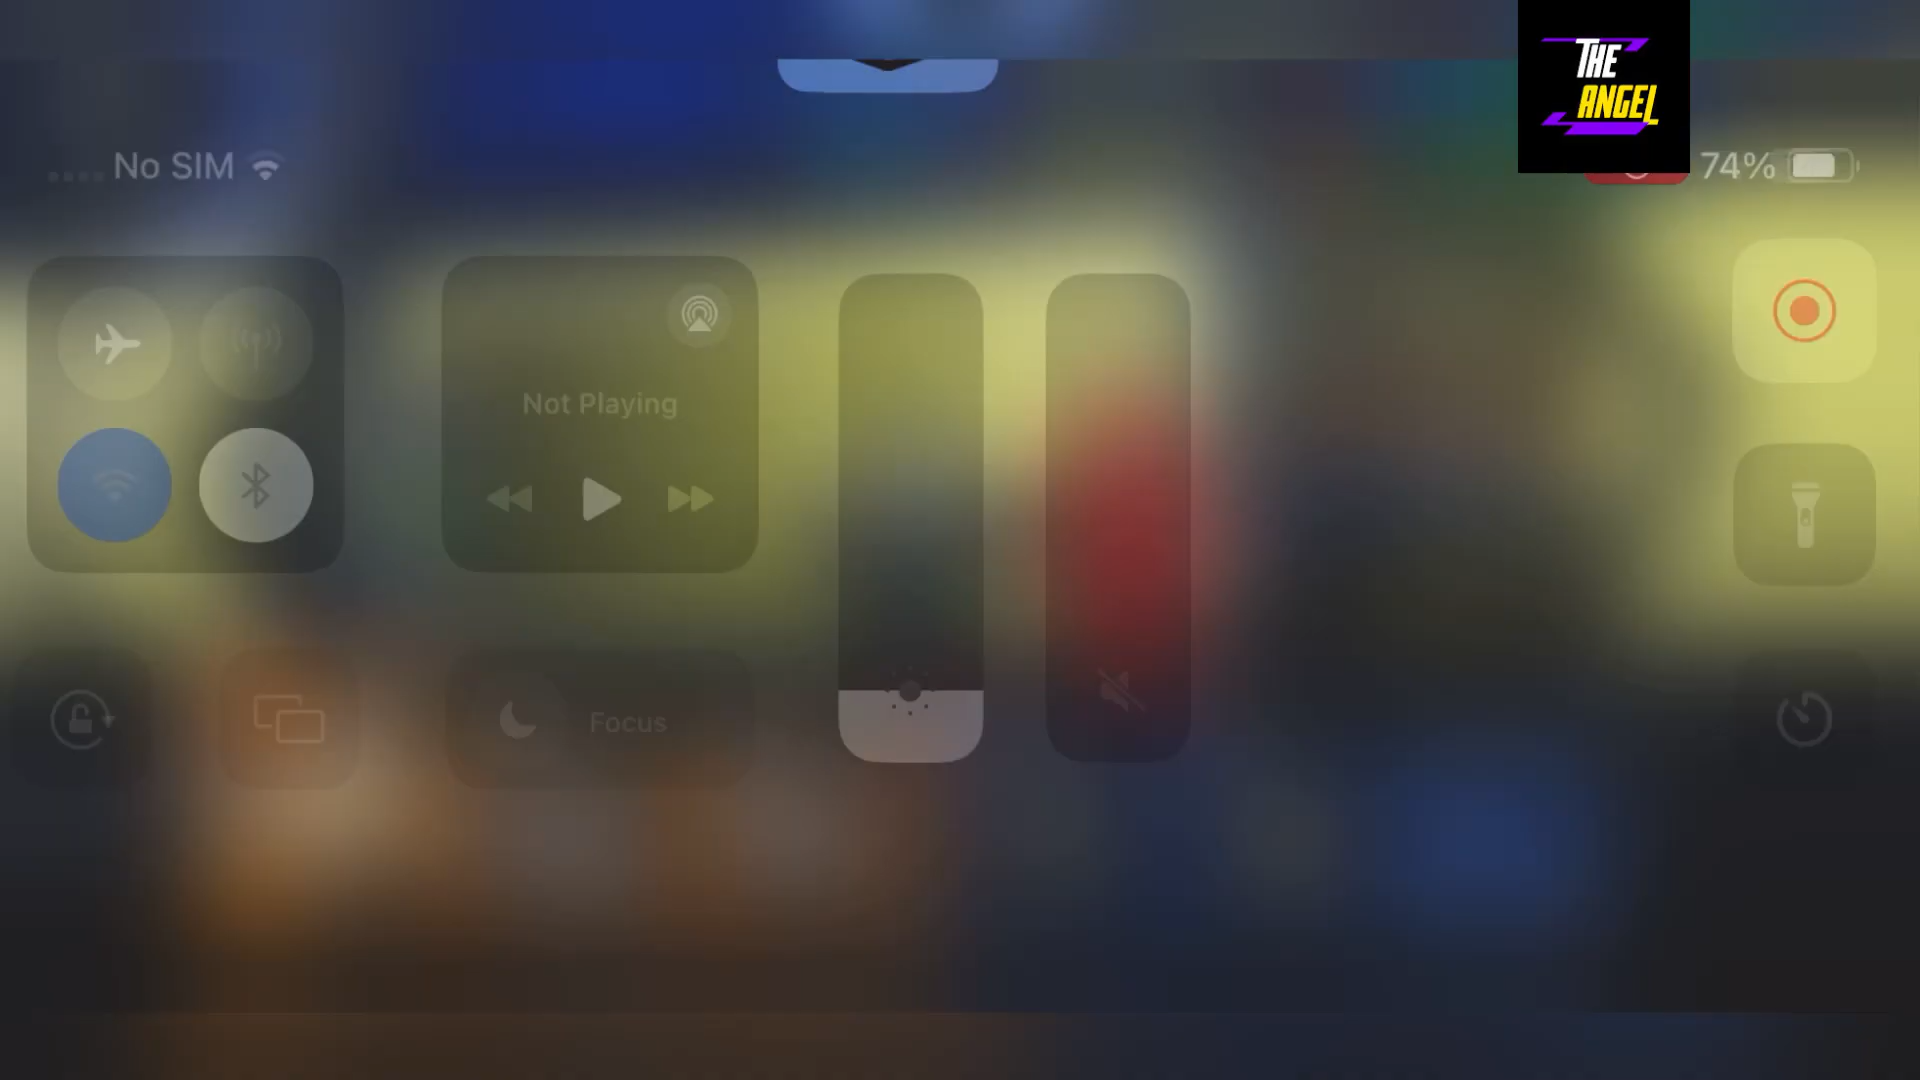 THE
ANGEL
No SIM
74%
Not Playing
Focus